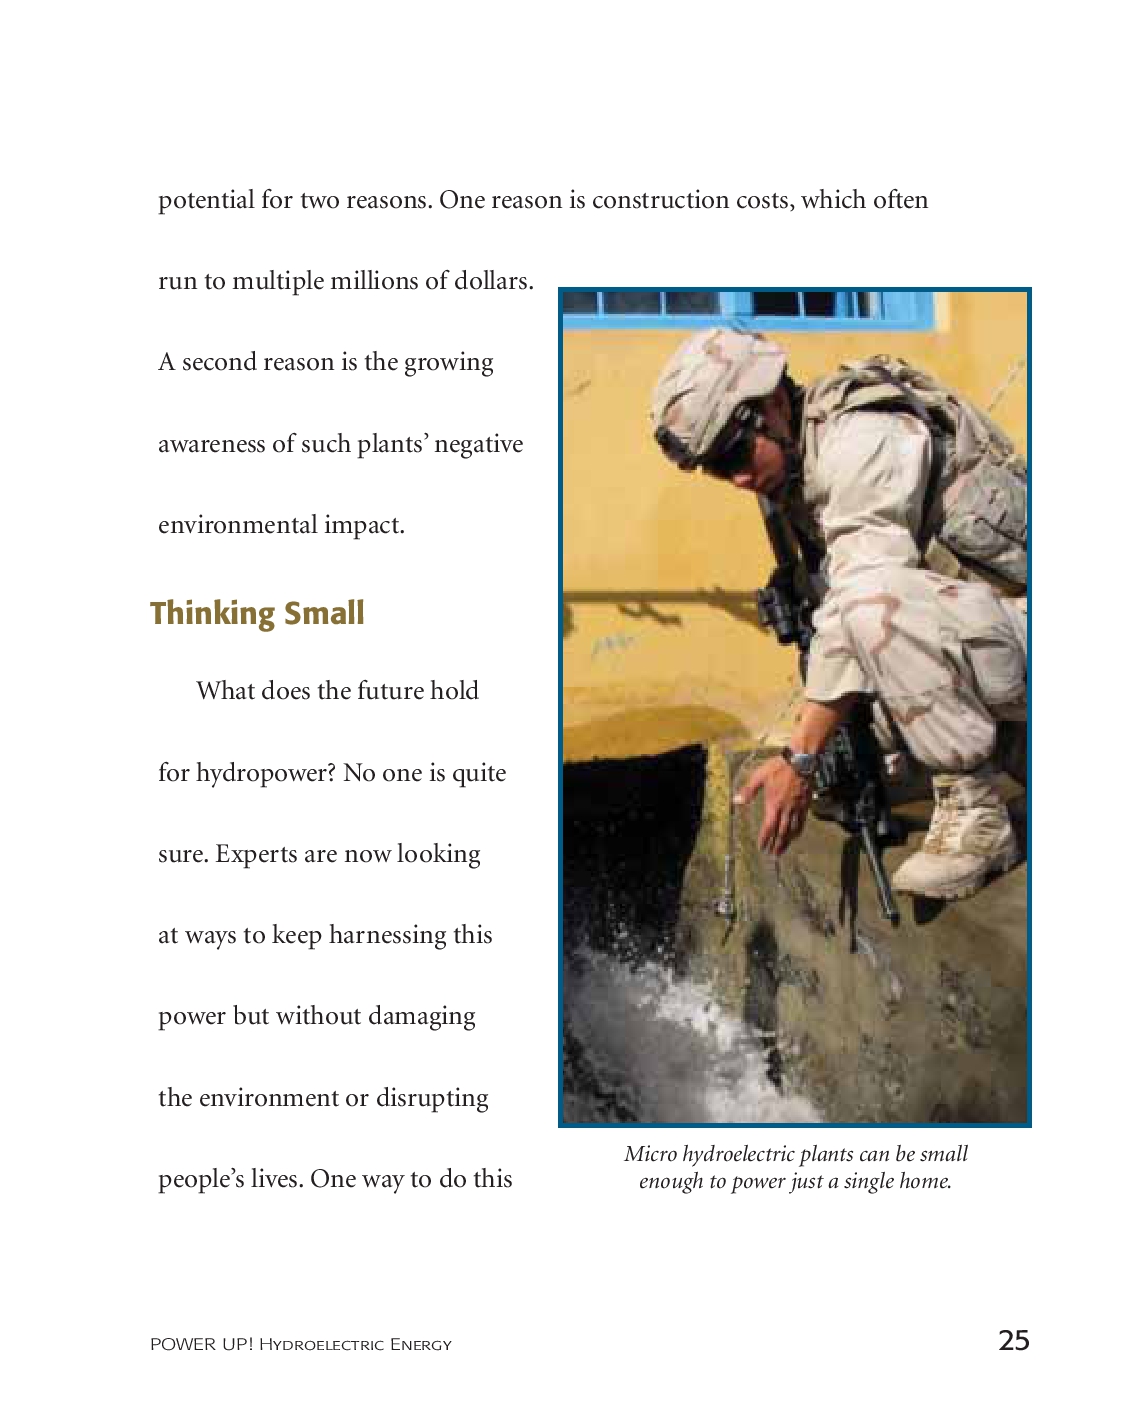 potential for two reasons. One reason is construction costs, which often
run to multiple millions of dollars.
A second reason is the growing
awareness of such plants’ negative
environmental impact.
Thinking Small
What does the future hold
for hydropower? No one is quite
sure. Experts are now looking
at ways to keep harnessing this
power but without damaging
the environment or disrupting
people’s lives. One way to do this
Micro hydroelectric plants can be small
enough to power just a single home.
POWER UP! Hydroelectric Energy
25